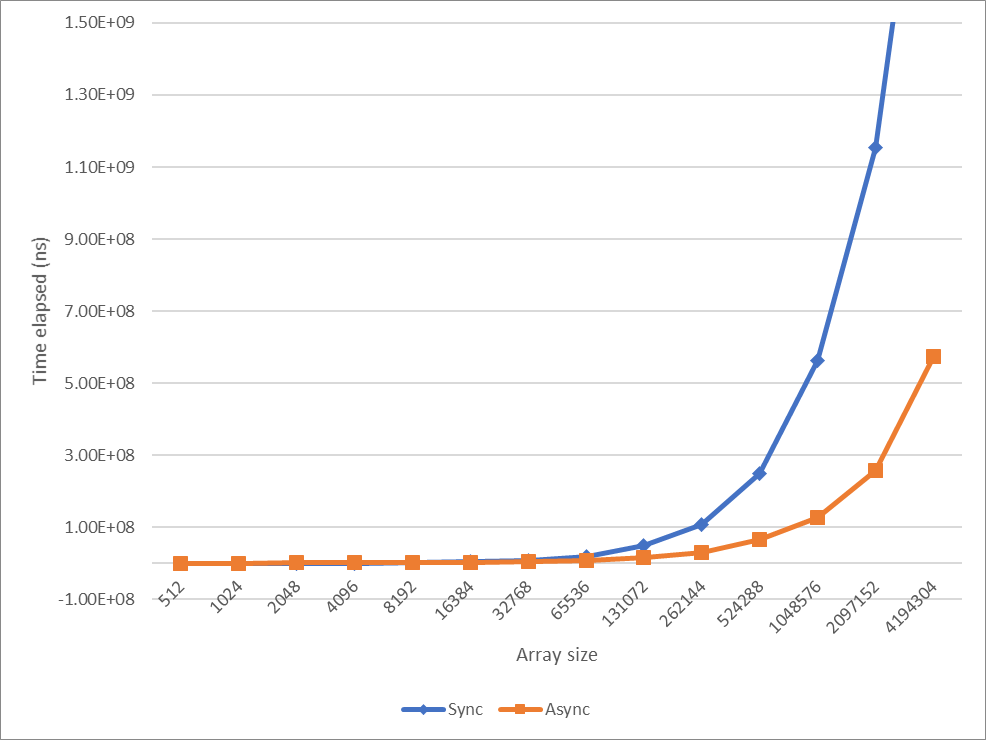 1.50E+09
1.30E+09
1.10E+09
9.00E+08
7.00E+08
5.00E+08
3.00E+08
1.00E+08
-1.00E+08
Time elapsed (ns)
512
1024
2048
4096
8192
16384
32768
65536
131072
262144
524288
1048576
2097152
4194304
Array size
Sync
Async